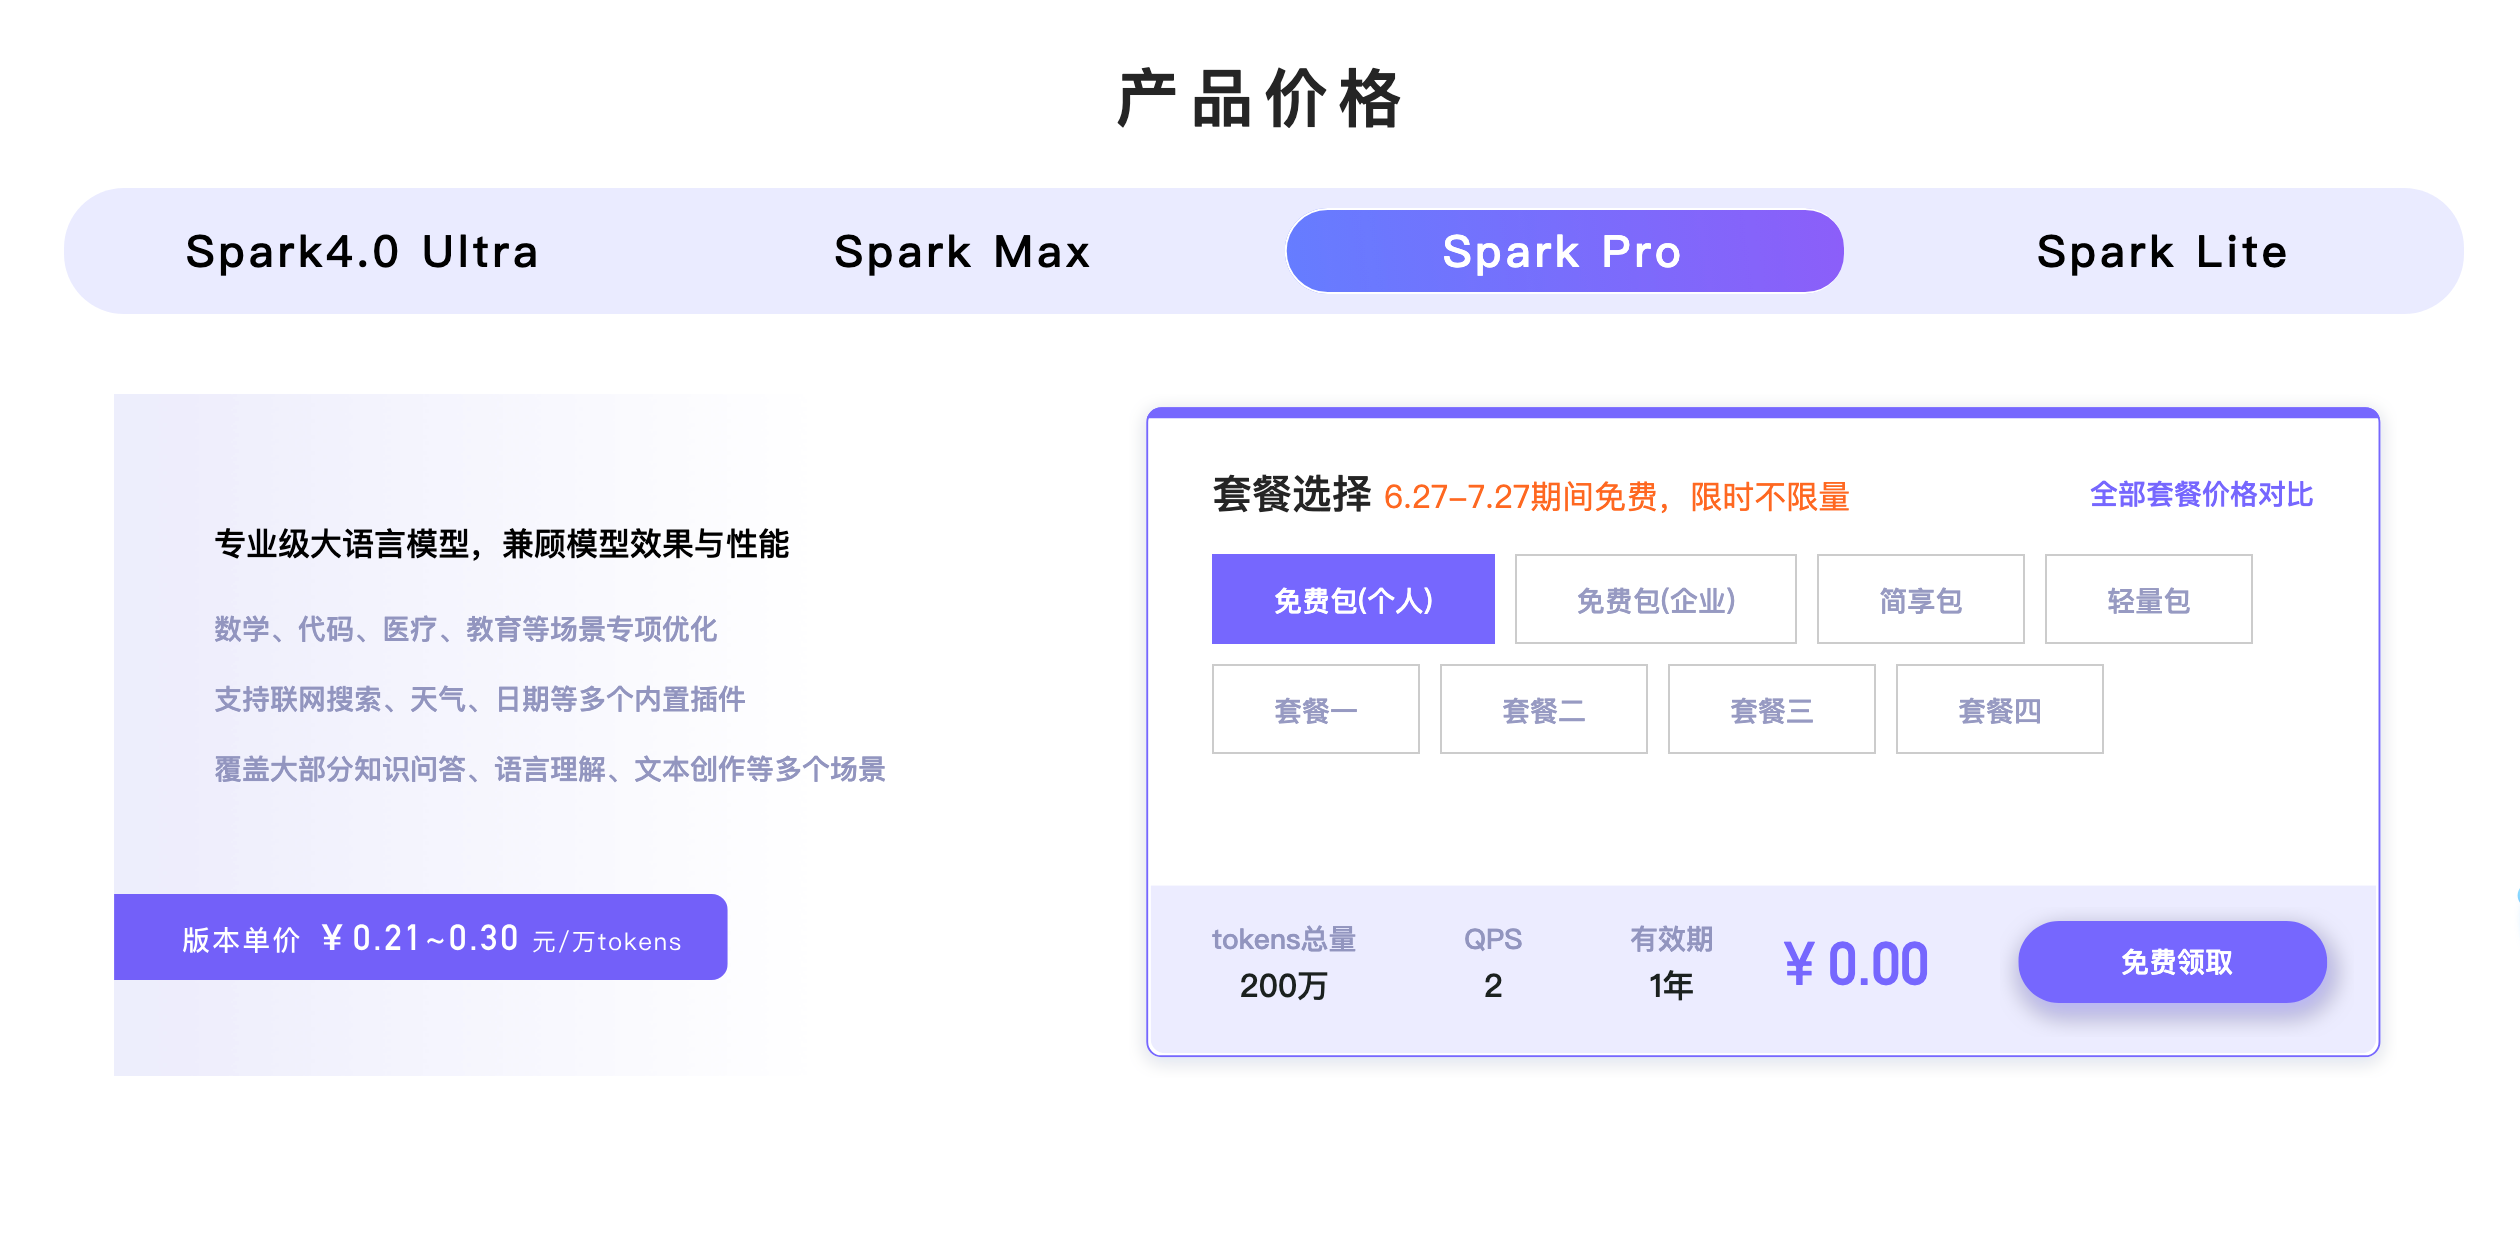 产品价格
Spark4.0 Ultra
Spark Max
Spark Pro
Spark Lite
专业级大语言模型，兼顾模型效果与性能
数学、代码、医疗、教育等场景专项优化
支持联网搜索、天气、日期等多个内置插件
覆盖大部分知识问答、语言理解、文本创作等多个场景
版本单价 ¥0.21~0.30 元/万tokens
套餐选择 6.27-7.27期间免费，限时不限量
全部套餐价格对比
免费包(个人)
免费包(企业)
简享包
轻量包
套餐一
套餐二
套餐三
套餐四
tokens总量
200万
QPS
2
有效期
1年
¥0.00
免费领取